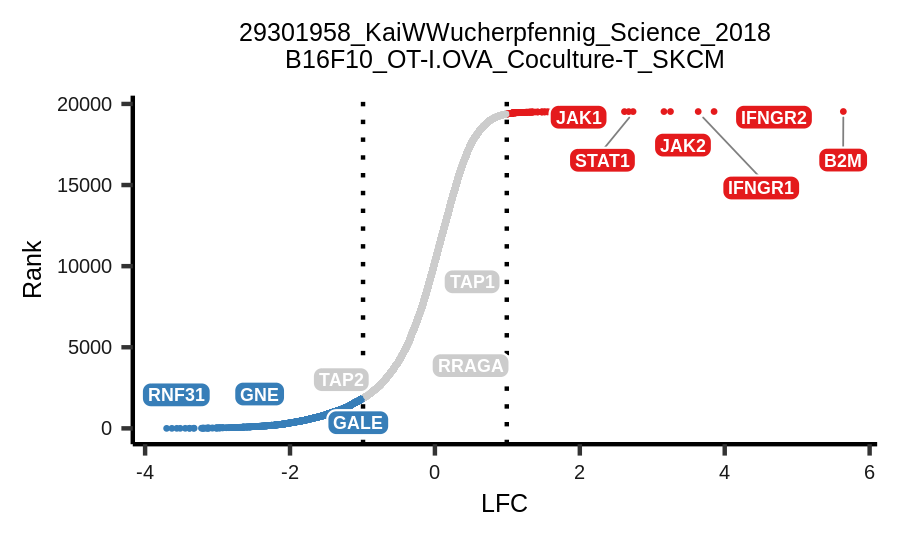 29301958_KaiWWucherpfennig_Science_2018
B16F10_OT-I.OVA_Coculture-T_SKCM
20000
15000
10000
5000
0
Rank
JAK1
IFNGR2
STAT1
JAK2
B2M
IFNGR1
TAP1
RRAGA
TAP2
RNF31
GNE
GALE
-4
-2
0
2
4
6
LFC